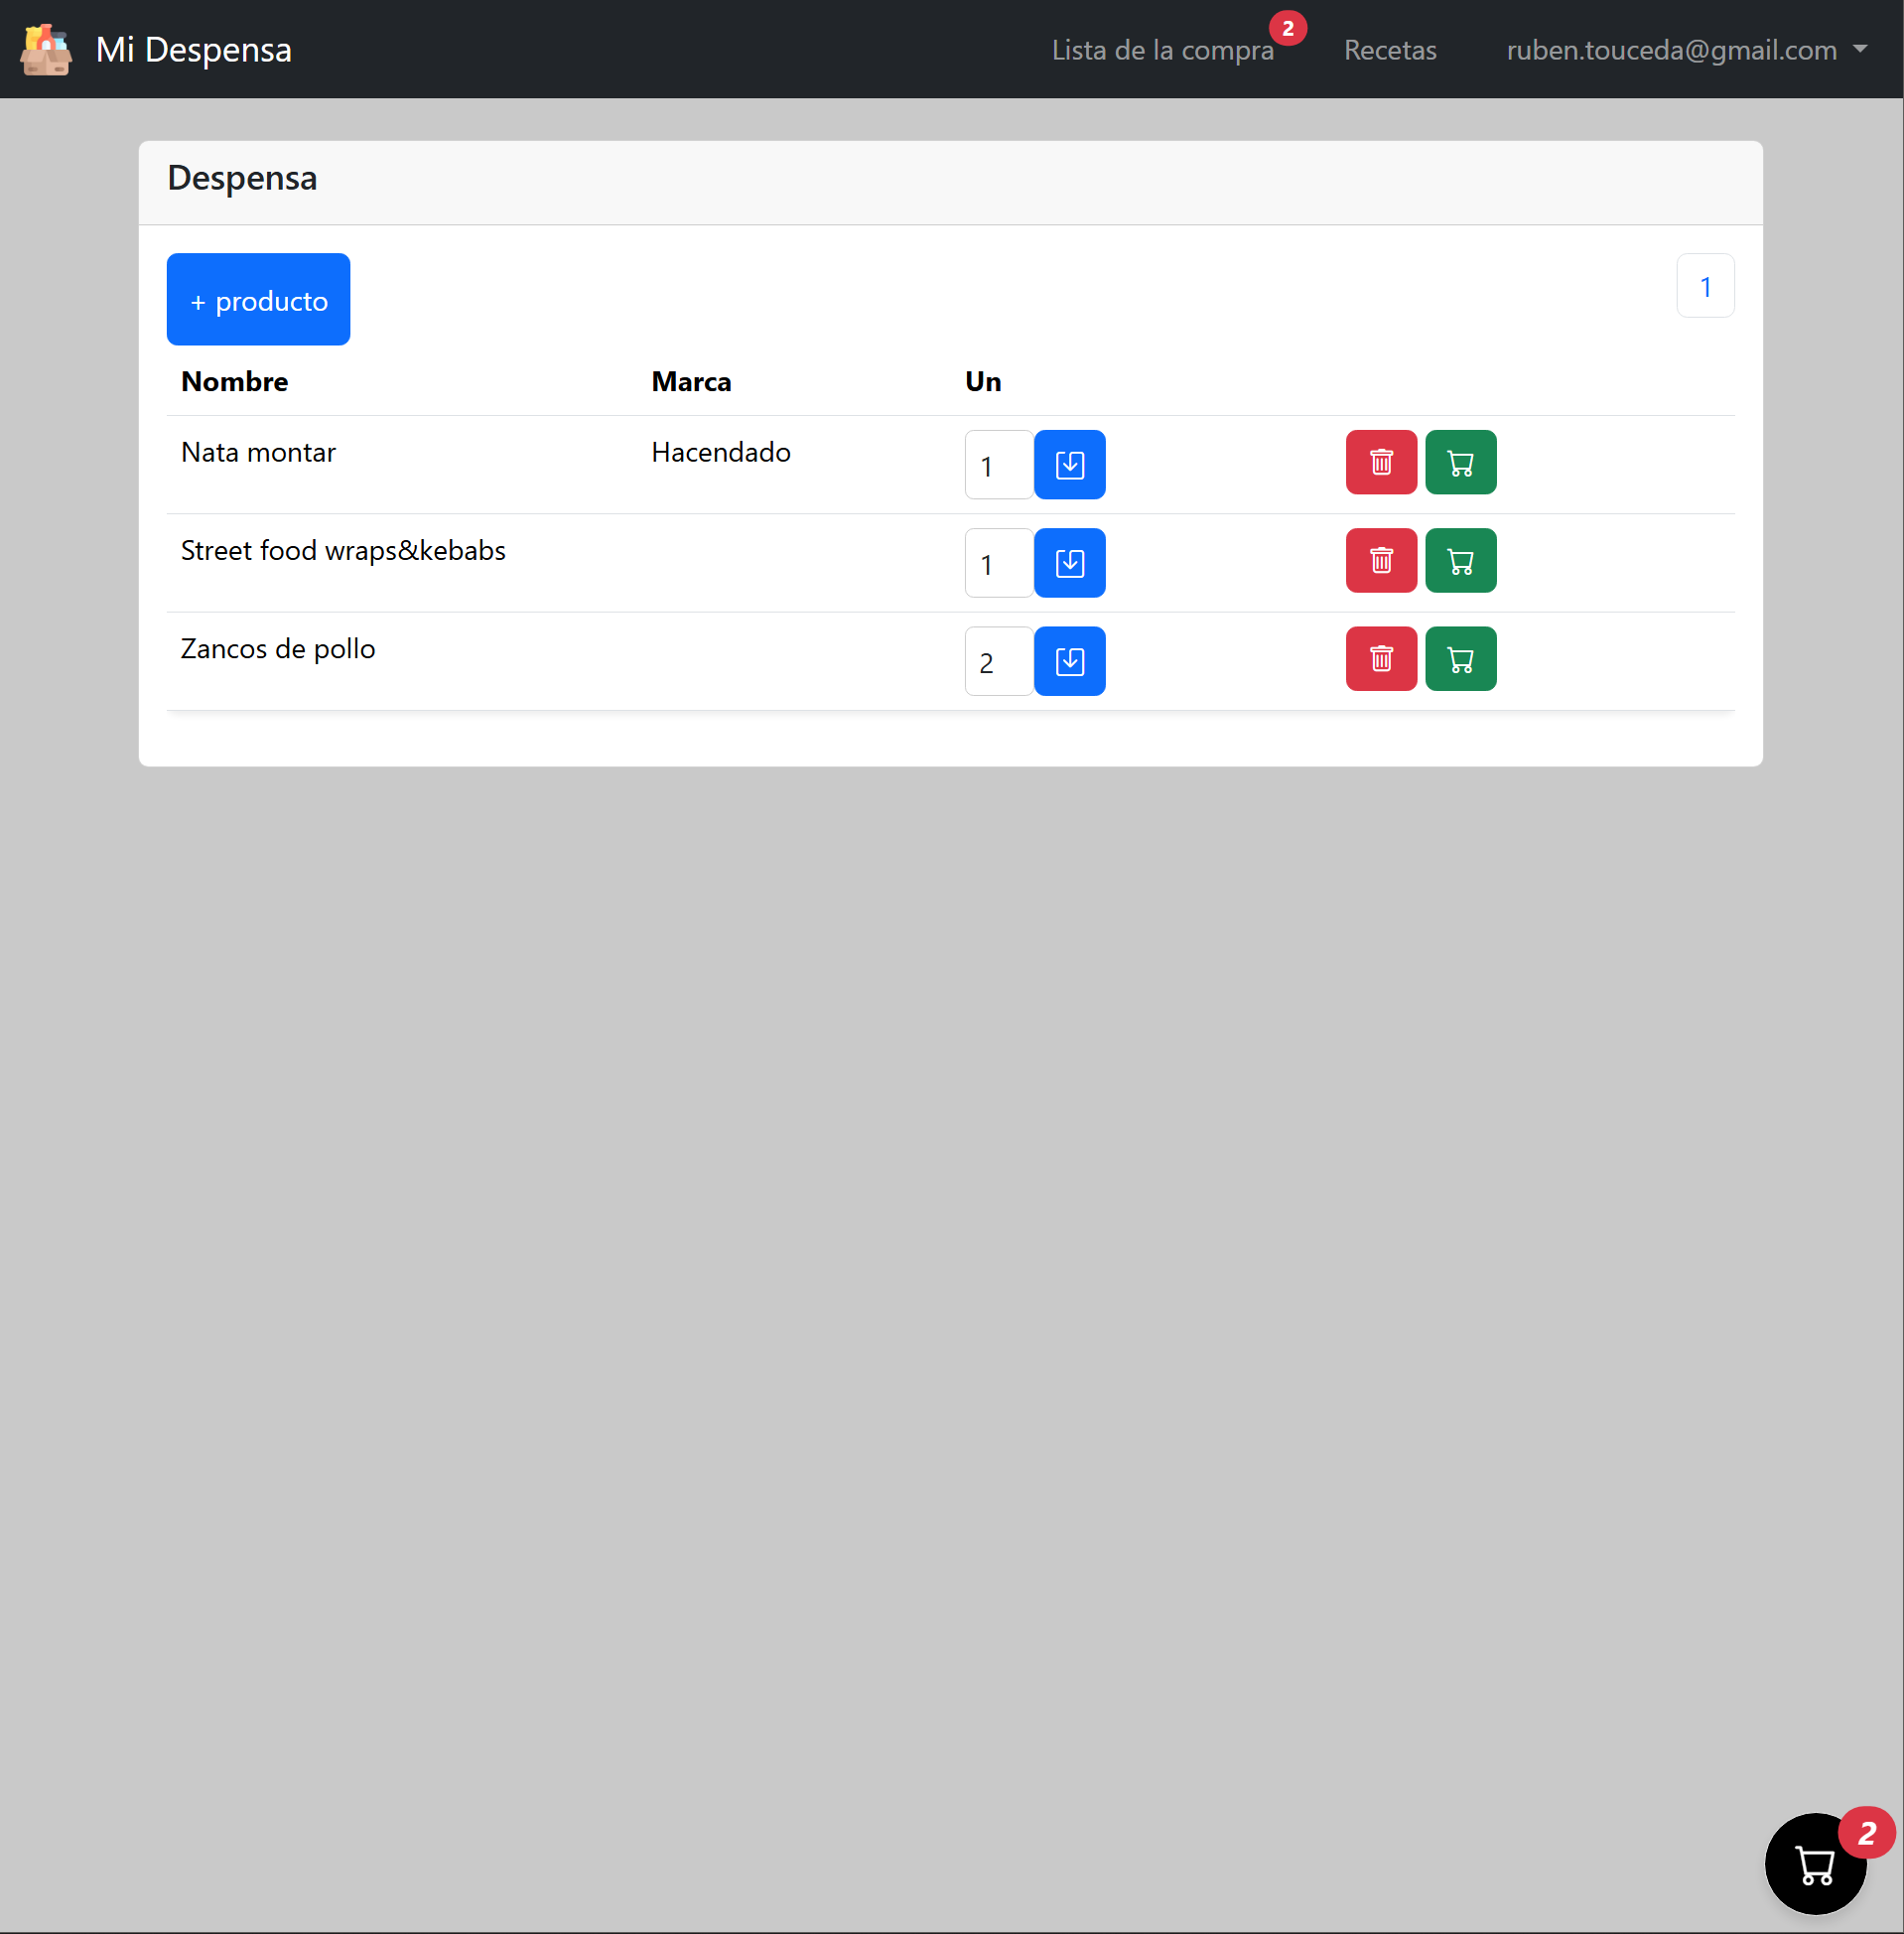 Mi Despensa
Lista de la compra 2 Recetas ruben.touceda@gmail.com
Despensa
+ producto 1
Nombre Marca Un
Nata montar Hacendado 1
Street food wraps&kebabs 1
Zancos de pollo 2
2